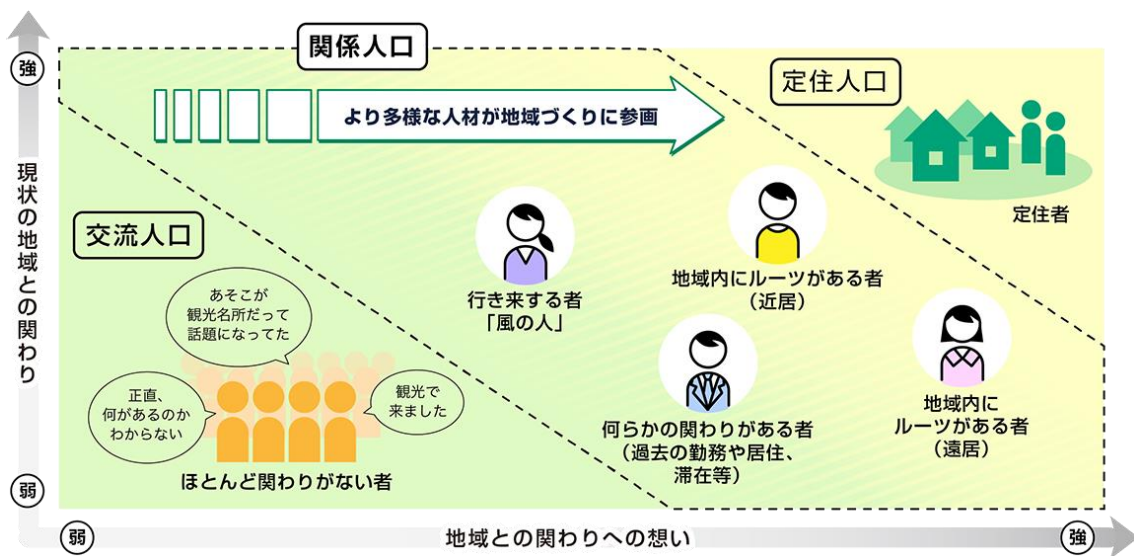 関係人口
強
より多様な人材が地域づくりに参画
定住人口
定住者
現状の地域との関わり
交流人口
あそこが
観光名所だって
話題になってた
正直、
何があるのか
わからない
観光で
来ました
ほとんど関わりがない者
行き来する者
「風の人」
地域内にルーツがある者
（近居）
何らかの関わりがある者
（過去の勤務や居住、
滞在等）
地域内に
ルーツがある者
（遠居）
弱
弱
地域との関わりへの想い
強